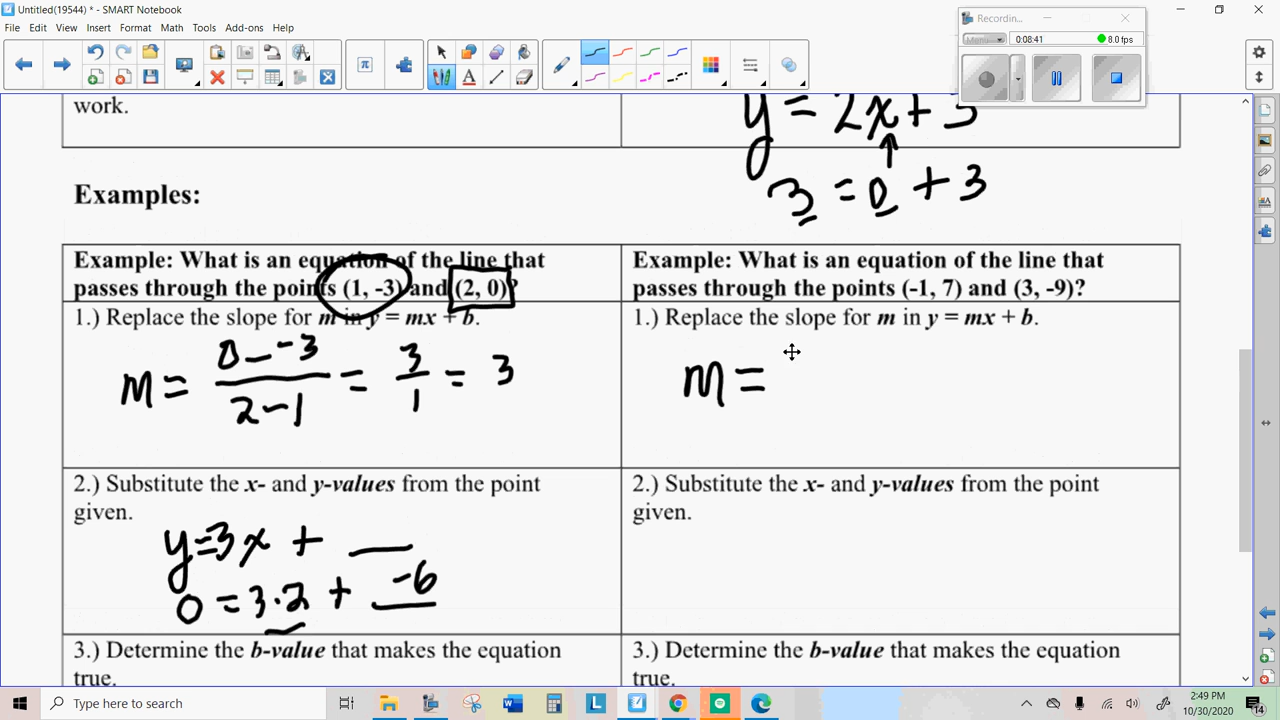 Untitled(19544) * - SMART Notebook
File Edit View Insert Format Math Tools Add-ons Help
Recordin...
Menu
0:08:41
8.0 fps
work.
y = 2x + 3
3 = 0 + 3
Examples:
Example: What is an equation of the line that
passes through the points (1, -3) and (2, 0)?
1.) Replace the slope for m in y = mx + b.
m = 0 - -3 / 2 - 1 = 3 / 1 = 3
2.) Substitute the x- and y-values from the point
given.
y = 3x + __
0 = 3·2 + -6
3.) Determine the b-value that makes the equation
true.
Example: What is an equation of the line that
passes through the points (-1, 7) and (3, -9)?
1.) Replace the slope for m in y = mx + b.
m =
2.) Substitute the x- and y-values from the point
given.
3.) Determine the b-value that makes the equation
true.
Type here to search
2:49 PM
10/30/2020
14